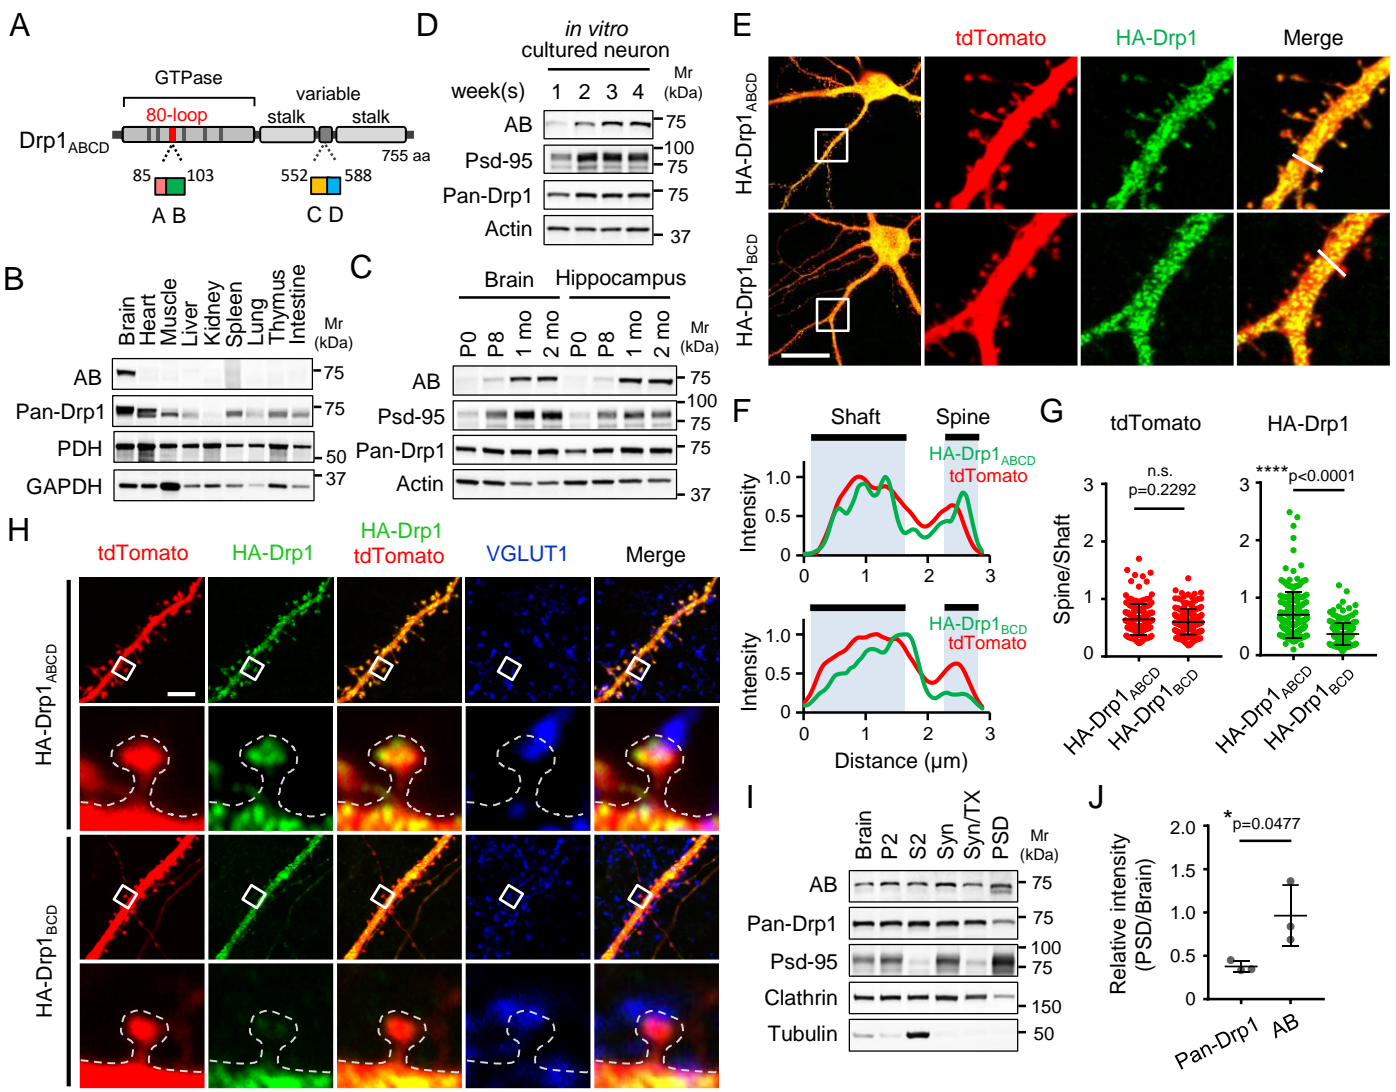 A
GTPase
80-loop
variable
stalk
stalk
Drp1ABCD
755 aa
85
103
552
588
A B
C D
B
Brain
Heart
Muscle
Liver
Kidney
Spleen
Lung
Thymus
Intestine
Mr
(kDa)
AB
75
Pan-Drp1
75
PDH
50
GAPDH
37
C
Brain
Hippocampus
P0
P8
1 mo
2 mo
P0
P8
1 mo
2 mo
Mr
(kDa)
AB
75
Psd-95
100
75
Pan-Drp1
75
Actin
37
D
in vitro
cultured neuron
week(s)
1 2 3 4
Mr
(kDa)
AB
75
Psd-95
100
75
Pan-Drp1
75
Actin
37
E
tdTomato
HA-Drp1
Merge
HA-Drp1ABCD
HA-Drp1BCD
F
Shaft
Spine
HA-Drp1ABCD
tdTomato
Intensity
1.0
0.5
0
0 1 2 3
HA-Drp1BCD
tdTomato
Intensity
1.0
0.5
0
0 1 2 3
Distance (μm)
G
tdTomato
HA-Drp1
n.s.
p=0.2292
****p<0.0001
Spine/Shaft
3
2
1
0
3
2
1
0
HA-Drp1ABCD
HA-Drp1BCD
HA-Drp1ABCD
HA-Drp1BCD
H
tdTomato
HA-Drp1
HA-Drp1
tdTomato
VGLUT1
Merge
HA-Drp1ABCD
HA-Drp1BCD
I
Brain
P2
S2
Syn
Syn/TX
PSD
Mr
(kDa)
AB
75
Pan-Drp1
75
Psd-95
100
75
Clathrin
150
Tubulin
50
J
*
p=0.0477
Relative intensity
(PSD/Brain)
2.0
1.5
1.0
0.5
0
Pan-Drp1
AB